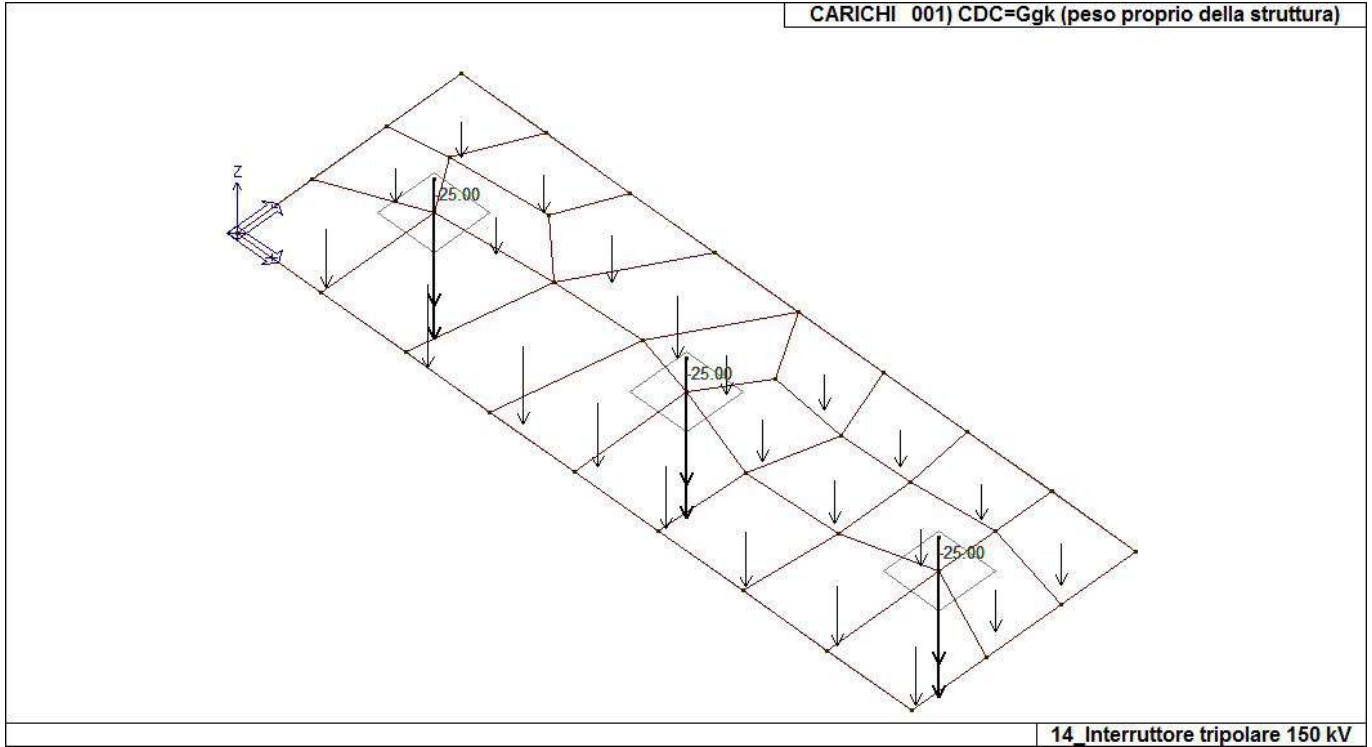 CARICHI 001) CDC=Ggk (peso proprio della struttura)
Z
-25.00
-25.00
-25.00
14_Interruttore tripolare 150 kV